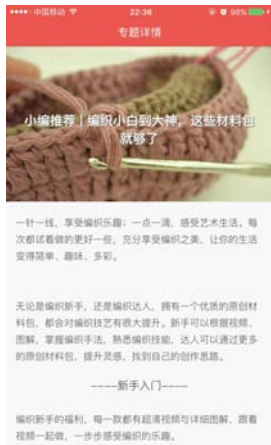 中国移动 22:36 98%
专题详情
小编推荐 | 编织小白到大神，这些材料包
就够了
一针一线，享受编织乐趣；一点一滴，感受艺术生活。每
次都试着做的更好一些，充分享受编织之美，让你的生活
变得简单、趣味、多彩。
无论是编织新手，还是编织达人，拥有一个优质的原创材
料包，都会对编织技艺有很大提升。新手可以根据视频、
图解，掌握编织手法，熟悉编织技能，达人可以通过更多
的原创材料包，提升灵感，找到自己的创作思路。
----新手入门----
编织新手的福利，每一款都有超清视频与详细图解，跟着
视频一起做，一步步感受编织的乐趣。